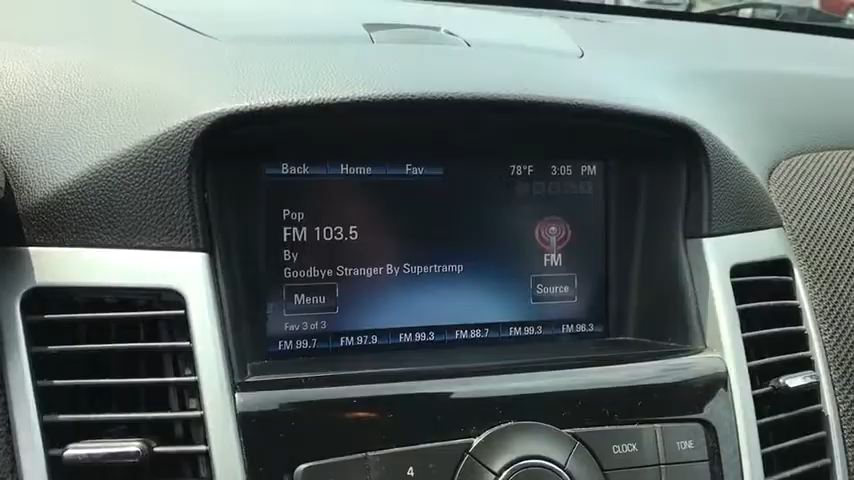 Back Home Fav 78°F 3:05 PM
Pop
FM 103.5
By
Goodbye Stranger By Supertramp
FM
Menu
Source
Fav 3 of 3
FM 99.7 FM 97.9 FM 99.3 FM 88.7 FM 99.3 FM 96.3
4
CLOCK
TONE